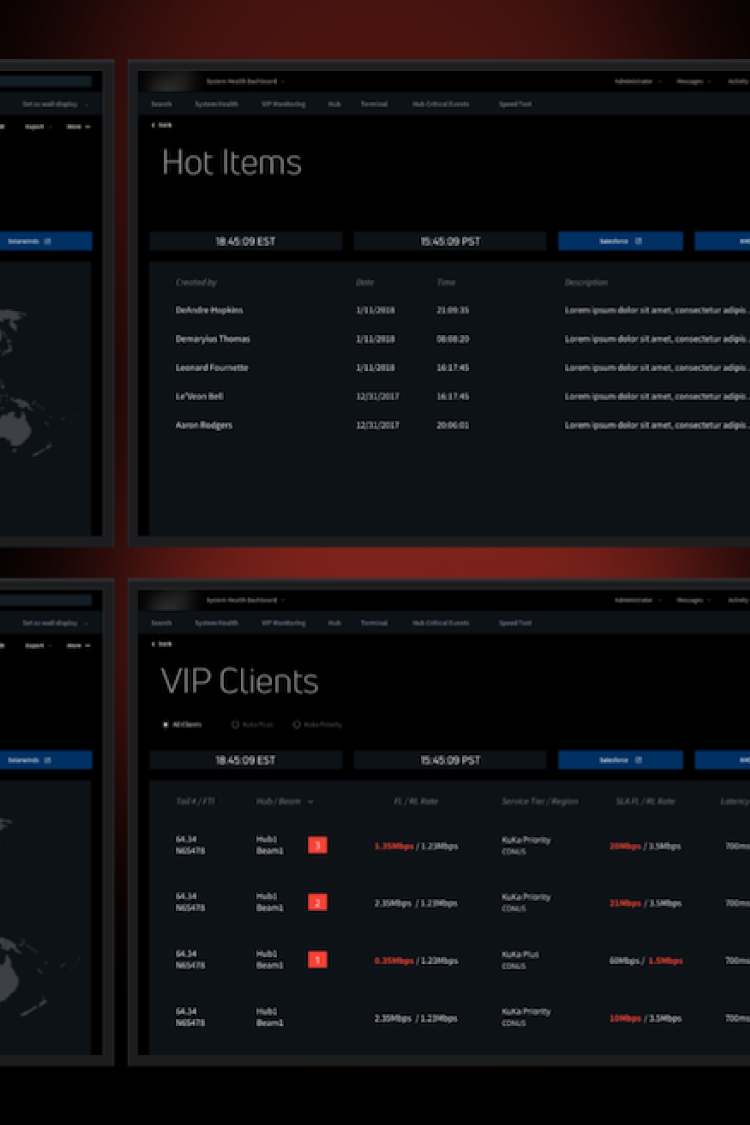 System Health Dashboard
Administrator Messages Activity
Set as wall display
Search System Health VIP Monitoring Hub Terminal Hub Critical Events Speed Test
Export More
back
Hot Items
Solarwinds
18:45:09 EST 15:45:09 PST Salesforce
Created by Date Time Description
DeAndre Hopkins 1/11/2018 21:09:35 Lorem ipsum dolor sit amet, consectetur adipis...
Demaryius Thomas 1/11/2018 08:08:20 Lorem ipsum dolor sit amet, consectetur adipis...
Leonard Fournette 1/11/2018 16:17:45 Lorem ipsum dolor sit amet, consectetur adipis...
Le'Veon Bell 12/31/2017 16:17:45 Lorem ipsum dolor sit amet, consectetur adipis...
Aaron Rodgers 12/31/2017 20:06:01 Lorem ipsum dolor sit amet, consectetur adipis...
System Health Dashboard
Administrator Messages Activity
Set as wall display
Search System Health VIP Monitoring Hub Terminal Hub Critical Events Speed Test
Export More
back
VIP Clients
All Clients KuKa Plus KuKa Priority
Solarwinds
18:45:09 EST 15:45:09 PST Salesforce
Tail # / FTI Hub / Beam FL / RL Rate Service Tier / Region SLA FL / RL Rate Latency
64.34 Hub1 3 1.35Mbps / 1.23Mbps KuKa Priority 20Mbps / 3.5Mbps 700ms
N65478 Beam1 CONUS
64.34 Hub1 2 2.35Mbps / 1.23Mbps KuKa Priority 21Mbps / 3.5Mbps 700ms
N65478 Beam1 CONUS
64.34 Hub1 1 0.35Mbps / 1.23Mbps KuKa Plus 60Mbps / 1.5Mbps 700ms
N65478 Beam1 CONUS
64.34 Hub1 2.35Mbps / 1.23Mbps KuKa Priority 10Mbps / 3.5Mbps 700ms
N65478 Beam1 CONUS